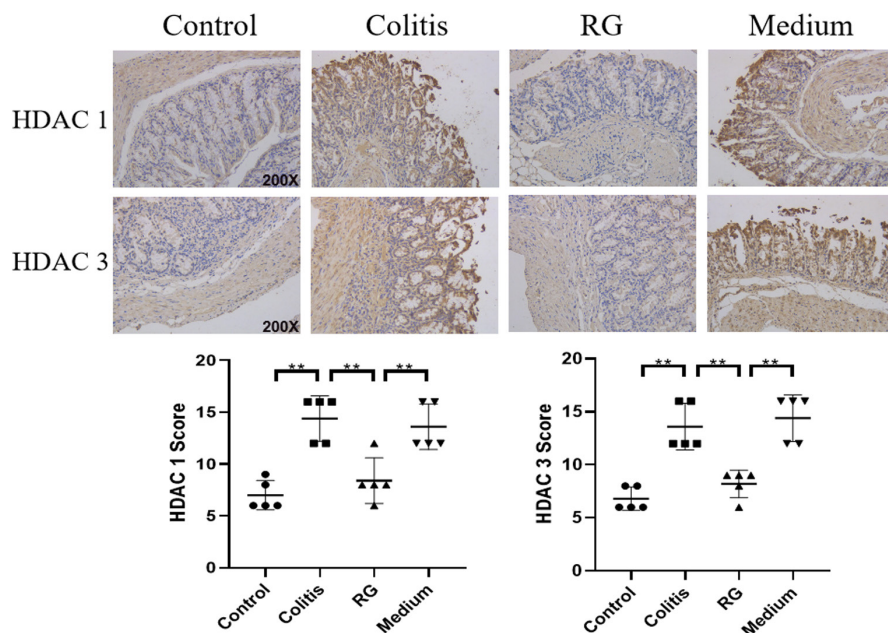 Control Colitis RG Medium
HDAC 1
200X
HDAC 3
200X
20
15
10
5
0
HDAC 1 Score
** ** **
Control Colitis RG Medium
20
15
10
5
0
HDAC 3 Score
** ** **
Control Colitis RG Medium